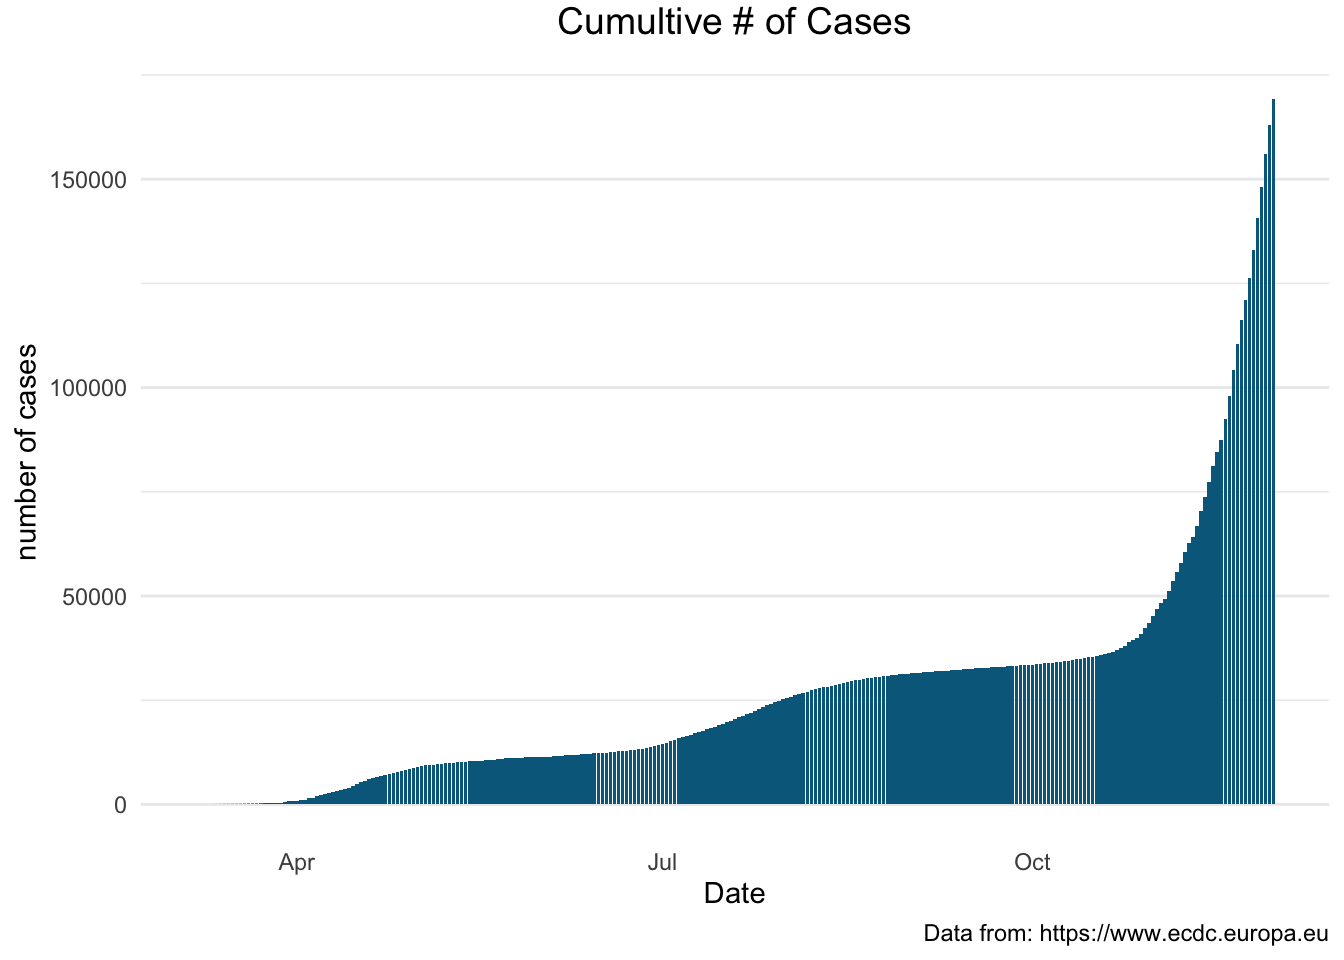 Cumultive # of Cases
number of cases
150000
100000
50000
0
Apr
Jul
Oct
Date
Data from: https://www.ecdc.europa.eu